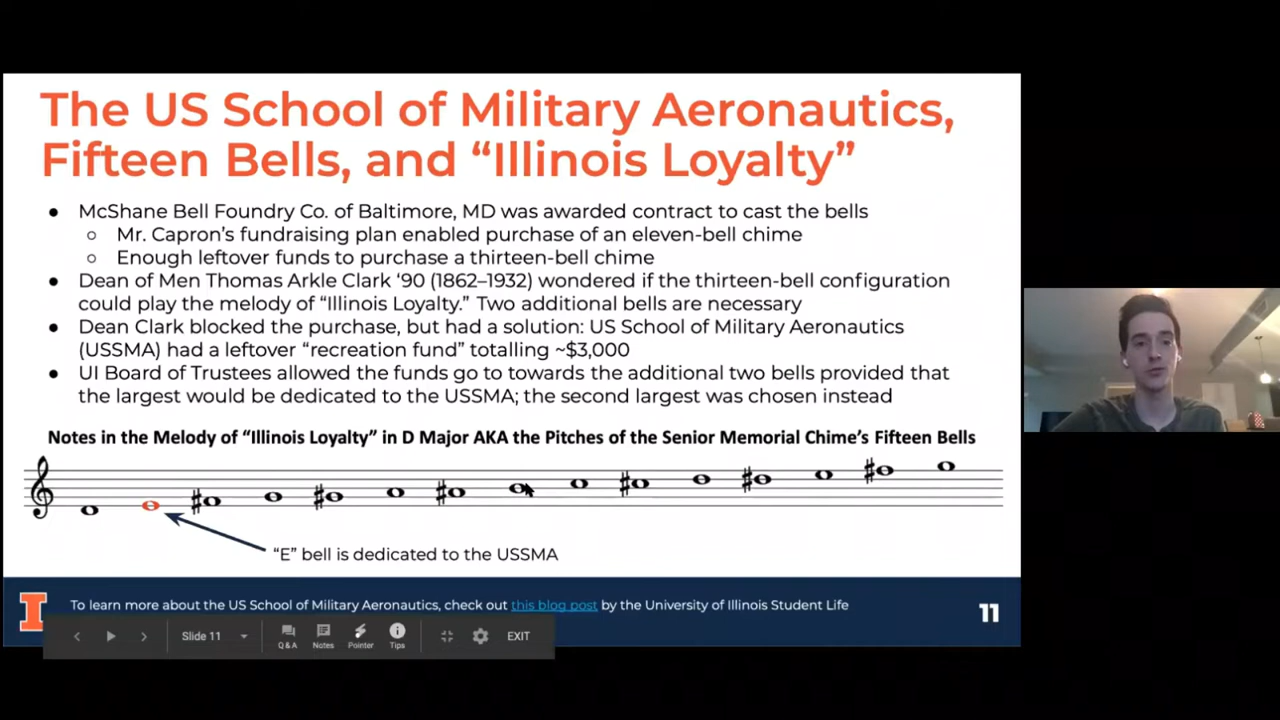 The US School of Military Aeronautics,
Fifteen Bells, and “Illinois Loyalty”
● McShane Bell Foundry Co. of Baltimore, MD was awarded contract to cast the bells
○ Mr. Capron’s fundraising plan enabled purchase of an eleven-bell chime
○ Enough leftover funds to purchase a thirteen-bell chime
● Dean of Men Thomas Arkle Clark ‘90 (1862–1932) wondered if the thirteen-bell configuration
could play the melody of “Illinois Loyalty.” Two additional bells are necessary
● Dean Clark blocked the purchase, but had a solution: US School of Military Aeronautics
(USSMA) had a leftover “recreation fund” totalling ~$3,000
● UI Board of Trustees allowed the funds go to towards the additional two bells provided that
the largest would be dedicated to the USSMA; the second largest was chosen instead
Notes in the Melody of “Illinois Loyalty” in D Major AKA the Pitches of the Senior Memorial Chime’s Fifteen Bells
“E” bell is dedicated to the USSMA
I
To learn more about the US School of Military Aeronautics, check out this blog post by the University of Illinois Student Life
11
Slide 11
Q&A
Notes
Pointer
Tips
EXIT